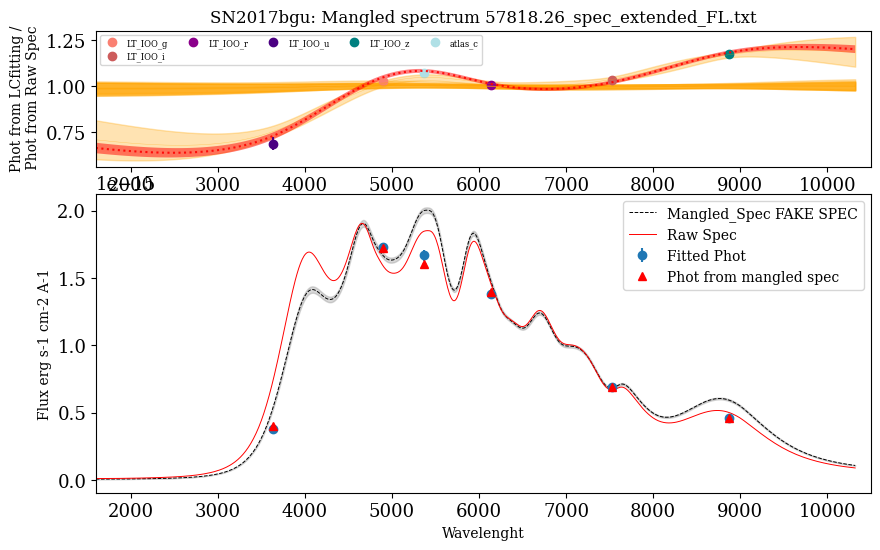 SN2017bgu: Mangled spectrum 57818.26_spec_extended_FL.txt
Phot from LCfitting /
Phot from Raw Spec
1.25
1.00
0.75
LT_IOO_g
LT_IOO_r
LT_IOO_u
LT_IOO_z
atlas_c
LT_IOO_i
2000 3000 4000 5000 6000 7000 8000 9000 10000
1e−15
Flux erg s-1 cm-2 A-1
2.0
1.5
1.0
0.5
0.0
Mangled_Spec FAKE SPEC
Raw Spec
Fitted Phot
Phot from mangled spec
2000 3000 4000 5000 6000 7000 8000 9000 10000
Wavelenght